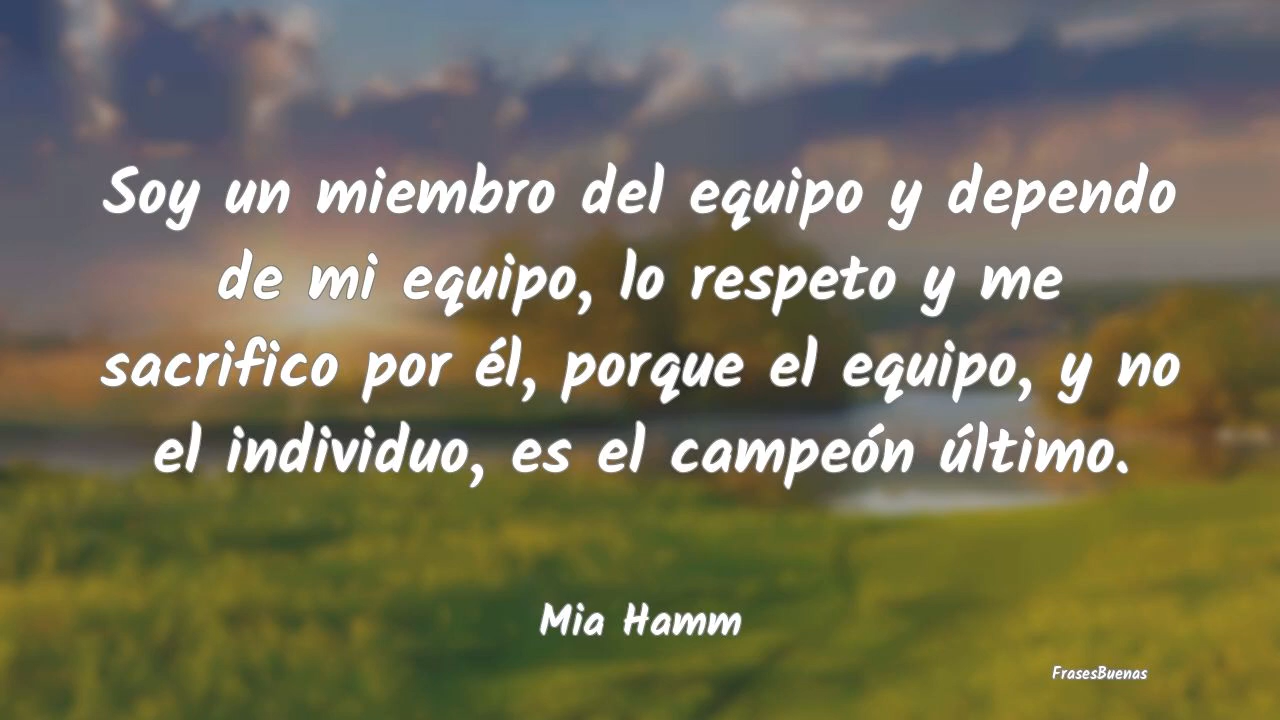 Soy un miembro del equipo y dependo
de mi equipo, lo respeto y me
sacrifico por él, porque el equipo, y no
el individuo, es el campeón último.
Mia Hamm
FrasesBuenas